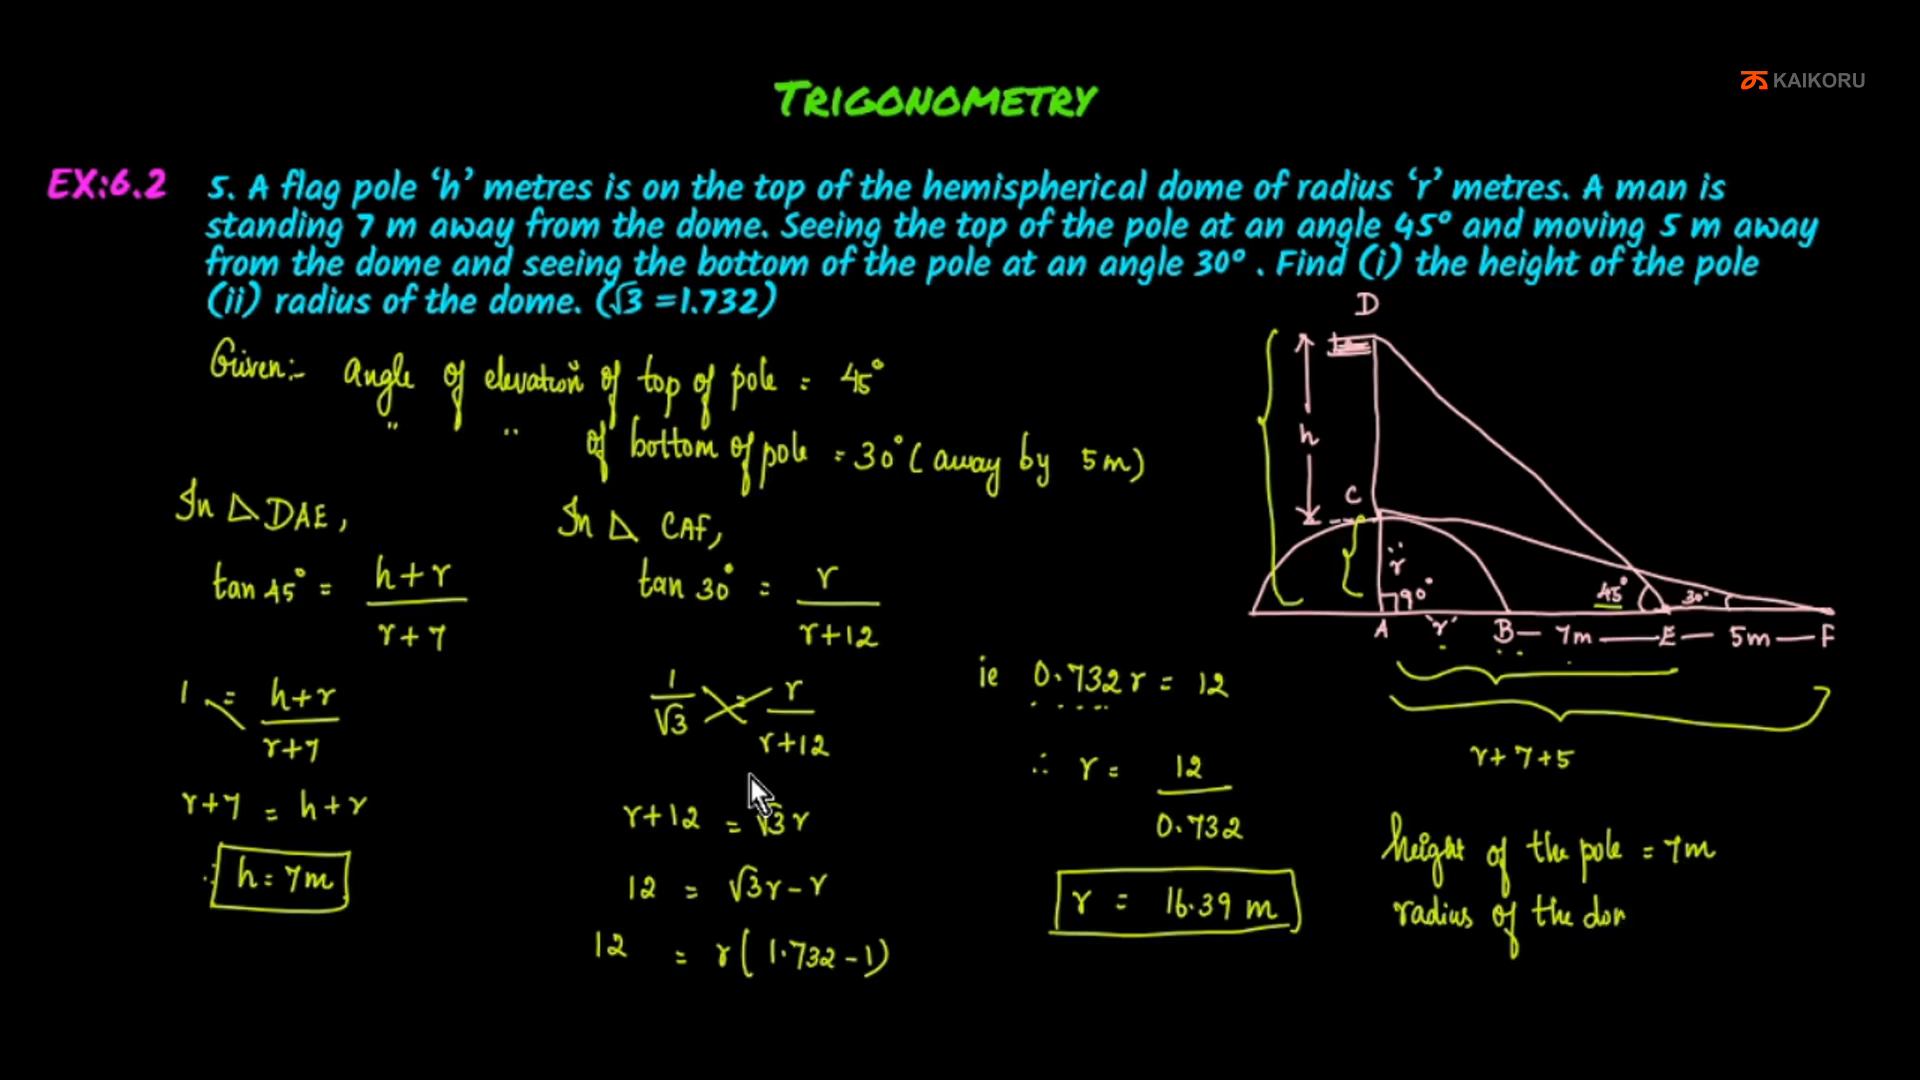 TRIGONOMETRY
KAIKORU
EX:6.2
5. A flag pole ‘h’ metres is on the top of the hemispherical dome of radius ‘r’ metres. A man is
standing 7 m away from the dome. Seeing the top of the pole at an angle 45° and moving 5 m away
from the dome and seeing the bottom of the pole at an angle 30° . Find (i) the height of the pole
(ii) radius of the dome. (√3 =1.732)
Given:- Angle of elevation of top of pole = 45°
" " of bottom of pole = 30° (away by 5m)
In △ DAE,
tan 45° = h+r / r+7
1 = h+r / r+7
r+7 = h+r
∴ h = 7m
In △ CAF,
tan 30° = r / r+12
1/√3 = r / r+12
r+12 = √3r
12 = √3r - r
12 = r(1.732-1)
ie 0.732r = 12
∴ r = 12 / 0.732
r = 16.39 m
D
h
C
r
90°
45°
30°
A 'r' B — 7m — E — 5m — F
r+7+5
height of the pole = 7m
radius of the dom